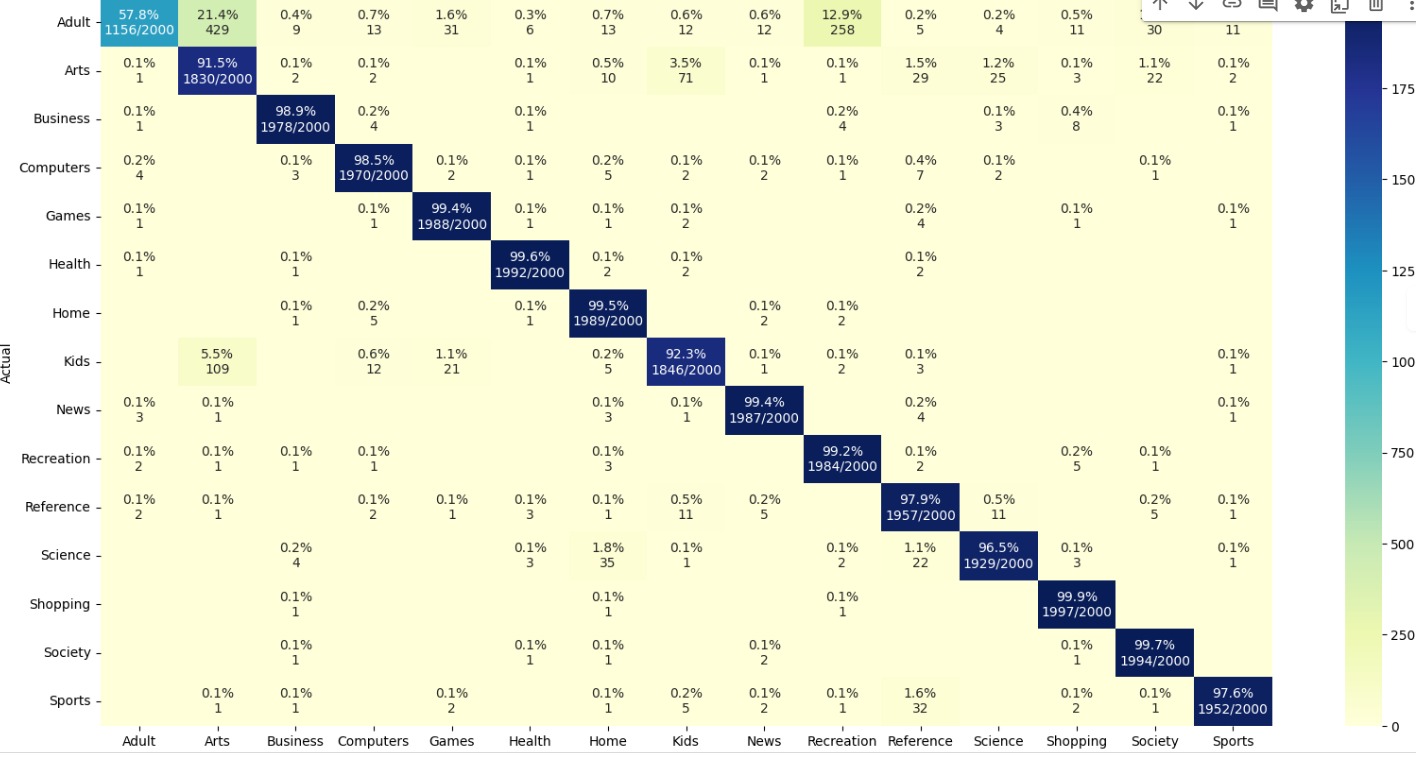 57.8% 21.4% 0.4% 0.7% 1.6% 0.3% 0.7% 0.6% 0.6% 12.9% 0.2% 0.2% 0.5%
Adult
1156/2000 429 9 13 31 6 13 12 12 258 5 4 11 30 11
91.5% 0.1% 0.1% 0.1% 0.1% 0.5% 3.5% 0.1% 0.1% 1.5% 1.2% 0.1% 1.1% 0.1%
Arts
1 1830/2000 2 2 1 10 71 1 1 29 25 3 22 2
0.1% 98.9% 0.2% 0.1% 0.2% 0.1% 0.4% 0.1%
Business
1 1978/2000 4 1 4 3 8 1
0.2% 0.1% 98.5% 0.1% 0.1% 0.2% 0.1% 0.1% 0.1% 0.4% 0.1% 0.1%
Computers
4 3 1970/2000 2 1 5 2 2 1 7 2 1
0.1% 0.1% 99.4% 0.1% 0.1% 0.1% 0.2% 0.1% 0.1%
Games
1 1 1988/2000 1 1 2 4 1 1
0.1% 0.1% 99.6% 0.1% 0.1% 0.1%
Health
1 1 1992/2000 2 2 2
0.1% 0.2% 0.1% 99.5% 0.1% 0.1%
Home
1 5 1 1989/2000 2 2
5.5% 0.6% 1.1% 0.2% 92.3% 0.1% 0.1% 0.1% 0.1%
Kids
109 12 21 5 1846/2000 1 2 3 1
0.1% 0.1% 0.1% 0.1% 99.4% 0.2% 0.1%
News
3 1 3 1 1987/2000 4 1
0.1% 0.1% 0.1% 0.1% 0.1% 99.2% 0.1% 0.2% 0.1%
Recreation
2 1 1 1 3 1984/2000 2 5 1
0.1% 0.1% 0.1% 0.1% 0.1% 0.1% 0.5% 0.2% 97.9% 0.5% 0.2% 0.1%
Reference
2 1 2 1 3 1 11 5 1957/2000 11 5 1
0.2% 0.1% 1.8% 0.1% 0.1% 1.1% 96.5% 0.1% 0.1%
Science
4 3 35 1 2 22 1929/2000 3 1
0.1% 0.1% 0.1% 99.9%
Shopping
1 1 1 1997/2000
0.1% 0.1% 0.1% 0.1% 0.1% 99.7%
Society
1 1 1 2 1 1994/2000
0.1% 0.1% 0.1% 0.1% 0.2% 0.1% 0.1% 1.6% 0.1% 0.1% 97.6%
Sports
1 1 2 1 5 2 1 32 2 1 1952/2000
Adult Arts Business Computers Games Health Home Kids News Recreation Reference Science Shopping Society Sports
Actual
175
150
125
100
750
500
250
0